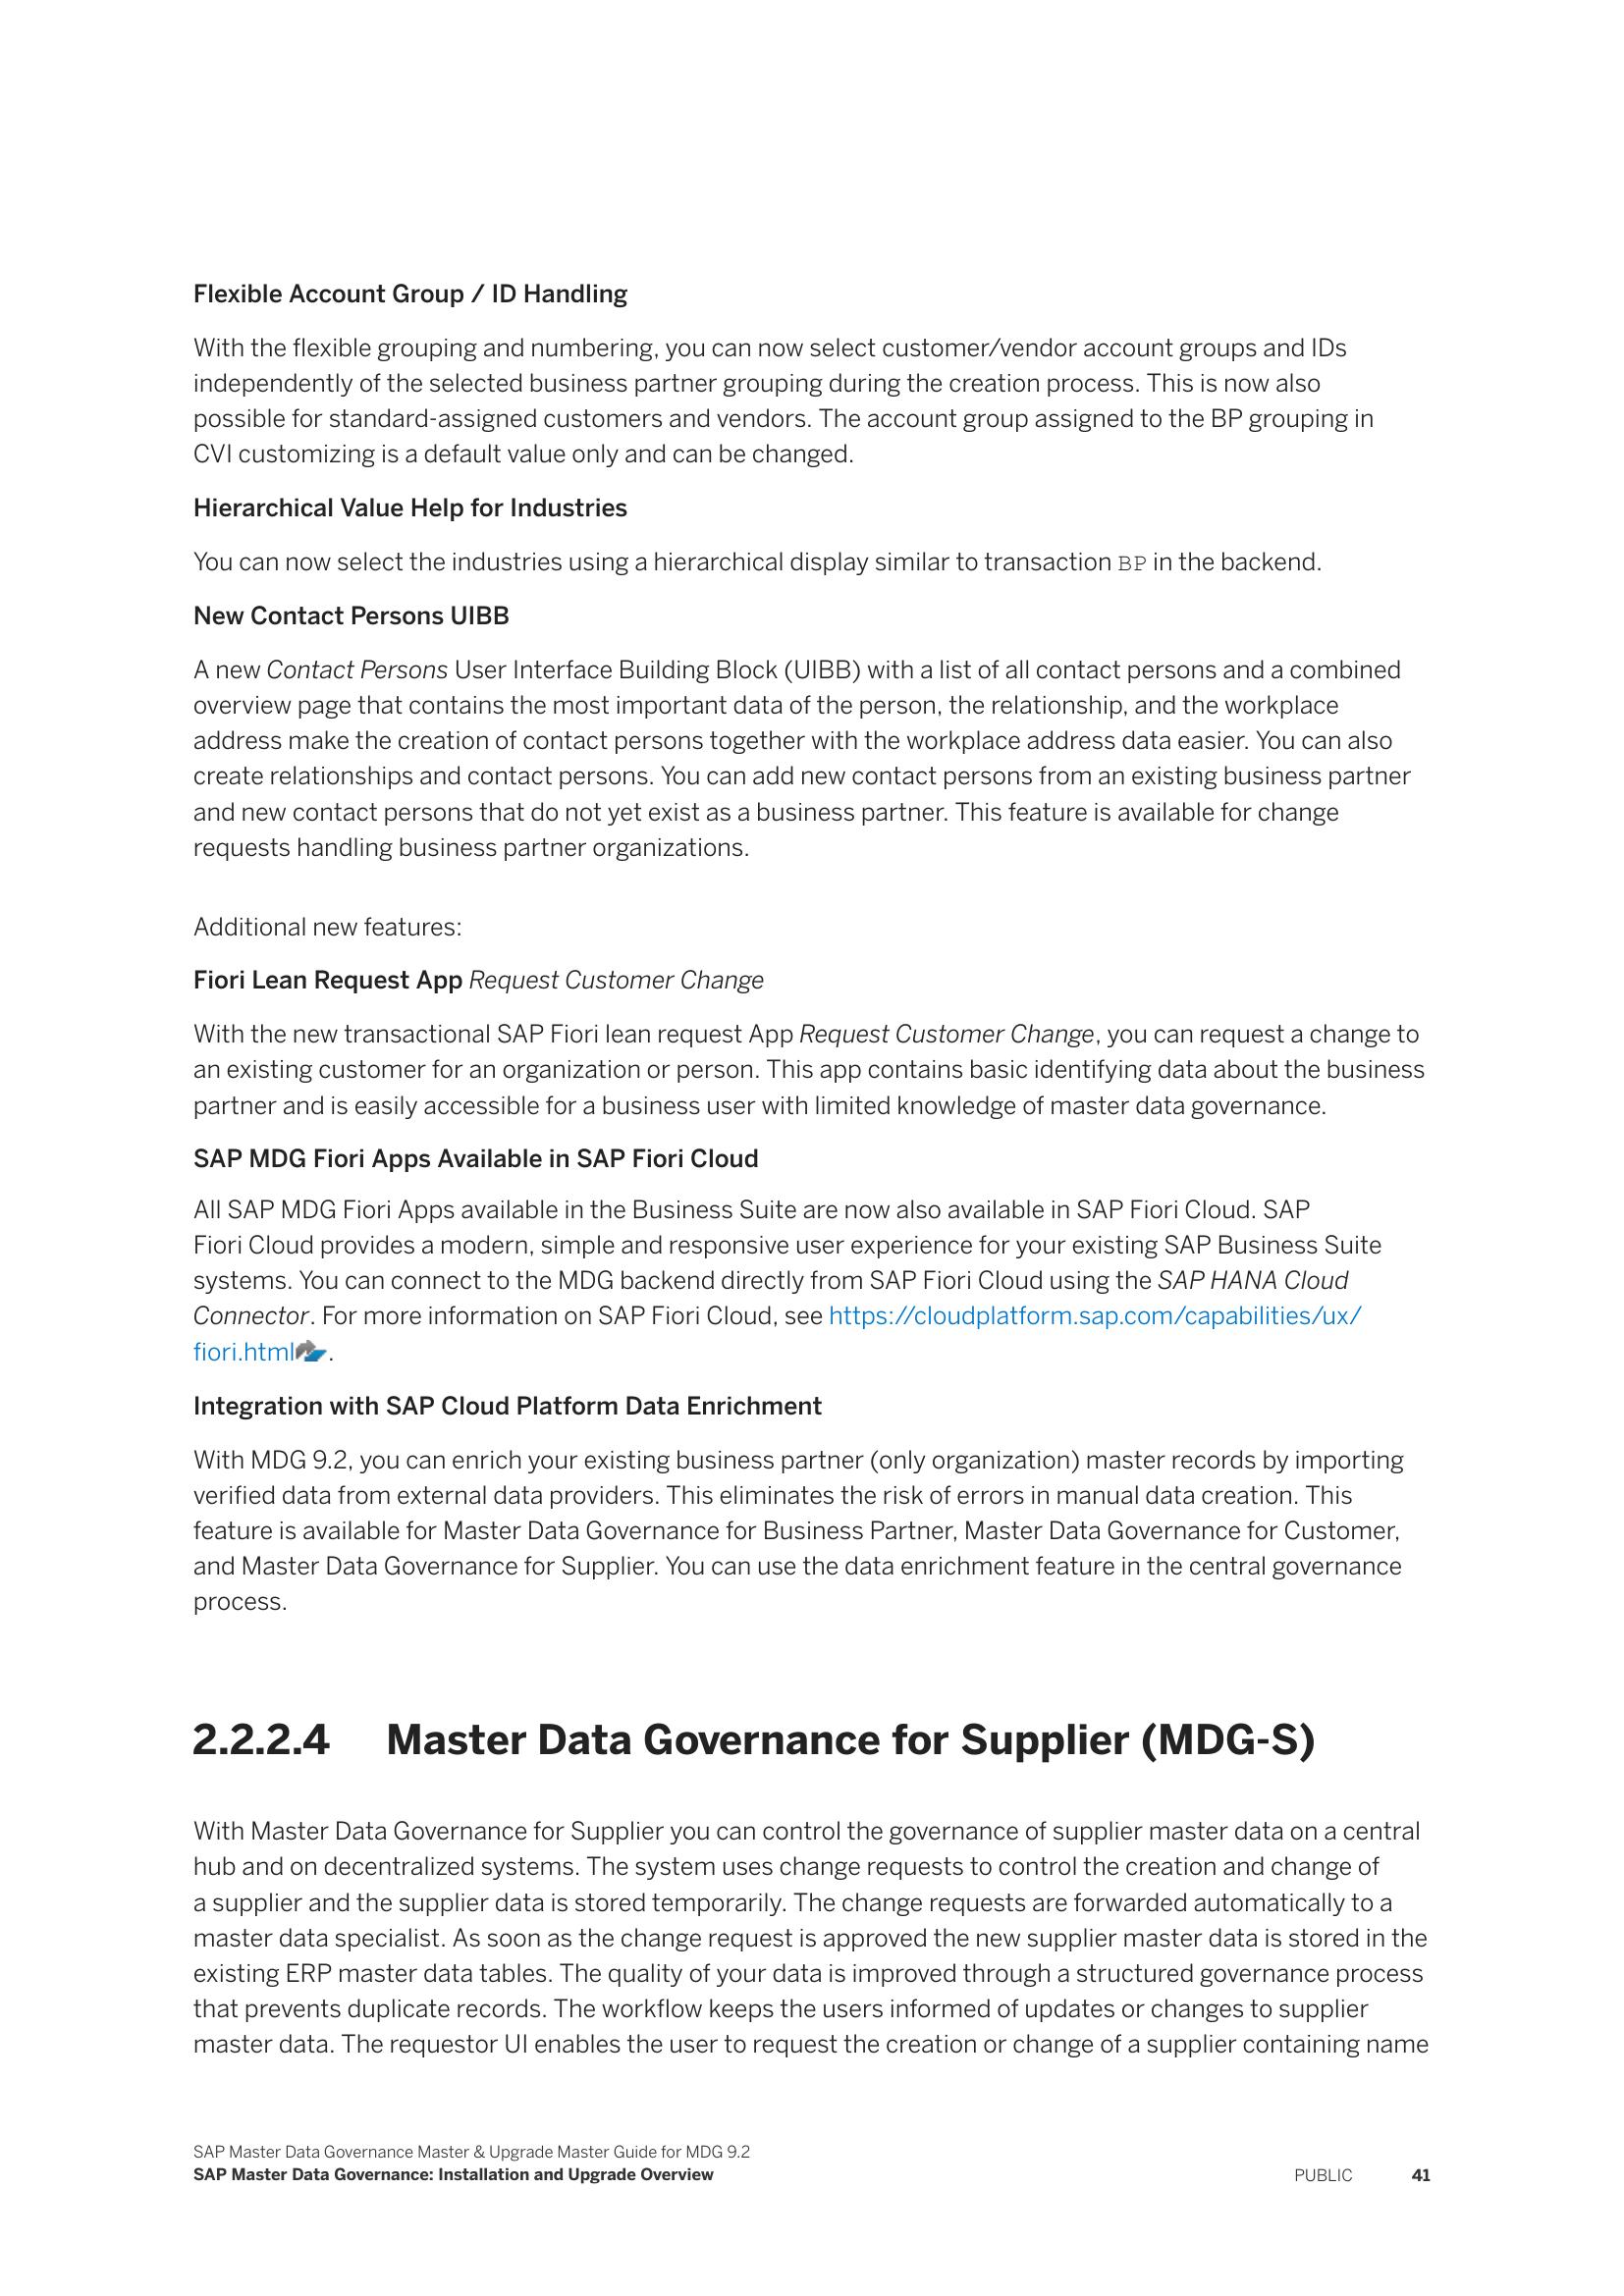 Flexible Account Group / ID Handling
With the flexible grouping and numbering, you can now select customer/vendor account groups and IDs
independently of the selected business partner grouping during the creation process. This is now also
possible for standard-assigned customers and vendors. The account group assigned to the BP grouping in
CVI customizing is a default value only and can be changed.
Hierarchical Value Help for Industries
You can now select the industries using a hierarchical display similar to transaction BP in the backend.
New Contact Persons UIBB
A new Contact Persons User Interface Building Block (UIBB) with a list of all contact persons and a combined
overview page that contains the most important data of the person, the relationship, and the workplace
address make the creation of contact persons together with the workplace address data easier. You can also
create relationships and contact persons. You can add new contact persons from an existing business partner
and new contact persons that do not yet exist as a business partner. This feature is available for change
requests handling business partner organizations.
Additional new features:
Fiori Lean Request App Request Customer Change
With the new transactional SAP Fiori lean request App Request Customer Change, you can request a change to
an existing customer for an organization or person. This app contains basic identifying data about the business
partner and is easily accessible for a business user with limited knowledge of master data governance.
SAP MDG Fiori Apps Available in SAP Fiori Cloud
All SAP MDG Fiori Apps available in the Business Suite are now also available in SAP Fiori Cloud. SAP
Fiori Cloud provides a modern, simple and responsive user experience for your existing SAP Business Suite
systems. You can connect to the MDG backend directly from SAP Fiori Cloud using the SAP HANA Cloud
Connector. For more information on SAP Fiori Cloud, see https://cloudplatform.sap.com/capabilities/ux/
fiori.html.
Integration with SAP Cloud Platform Data Enrichment
With MDG 9.2, you can enrich your existing business partner (only organization) master records by importing
verified data from external data providers. This eliminates the risk of errors in manual data creation. This
feature is available for Master Data Governance for Business Partner, Master Data Governance for Customer,
and Master Data Governance for Supplier. You can use the data enrichment feature in the central governance
process.
2.2.2.4 Master Data Governance for Supplier (MDG-S)
With Master Data Governance for Supplier you can control the governance of supplier master data on a central
hub and on decentralized systems. The system uses change requests to control the creation and change of
a supplier and the supplier data is stored temporarily. The change requests are forwarded automatically to a
master data specialist. As soon as the change request is approved the new supplier master data is stored in the
existing ERP master data tables. The quality of your data is improved through a structured governance process
that prevents duplicate records. The workflow keeps the users informed of updates or changes to supplier
master data. The requestor UI enables the user to request the creation or change of a supplier containing name
SAP Master Data Governance Master & Upgrade Master Guide for MDG 9.2
SAP Master Data Governance: Installation and Upgrade Overview
PUBLIC 41